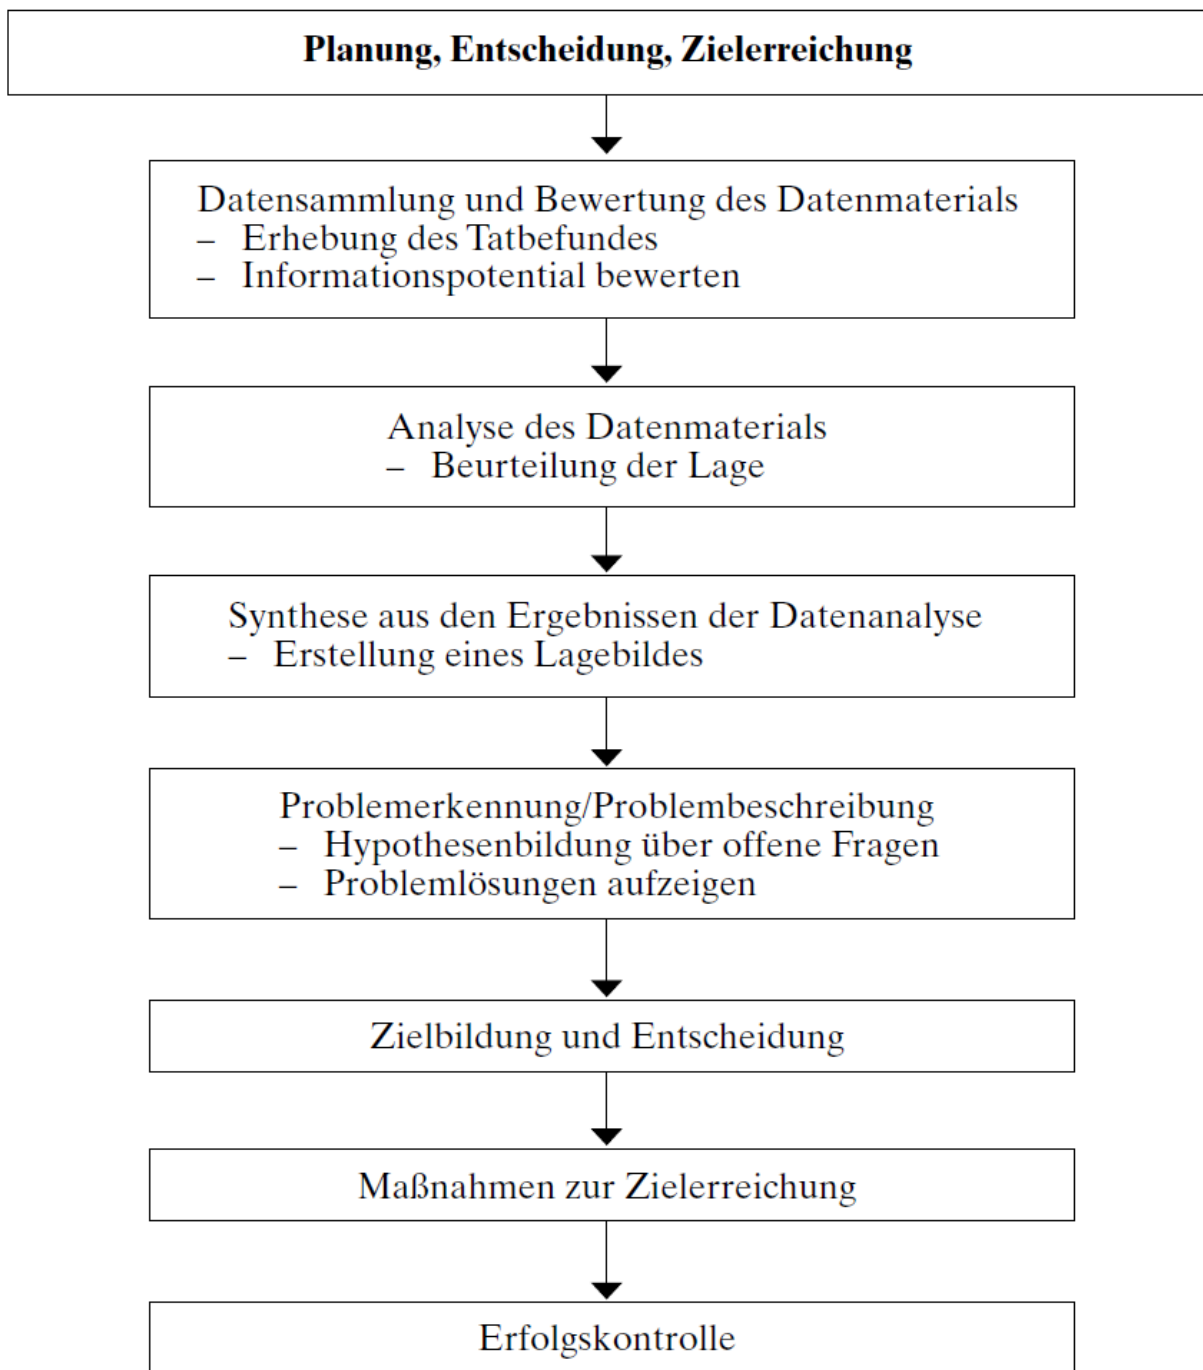 Planung, Entscheidung, Zielerreichung
Datensammlung und Bewertung des Datenmaterials
– Erhebung des Tatbefundes
– Informationspotential bewerten
Analyse des Datenmaterials
– Beurteilung der Lage
Synthese aus den Ergebnissen der Datenanalyse
– Erstellung eines Lagebildes
Problemerkennung/Problembeschreibung
– Hypothesenbildung über offene Fragen
– Problemlösungen aufzeigen
Zielbildung und Entscheidung
Maßnahmen zur Zielerreichung
Erfolgskontrolle